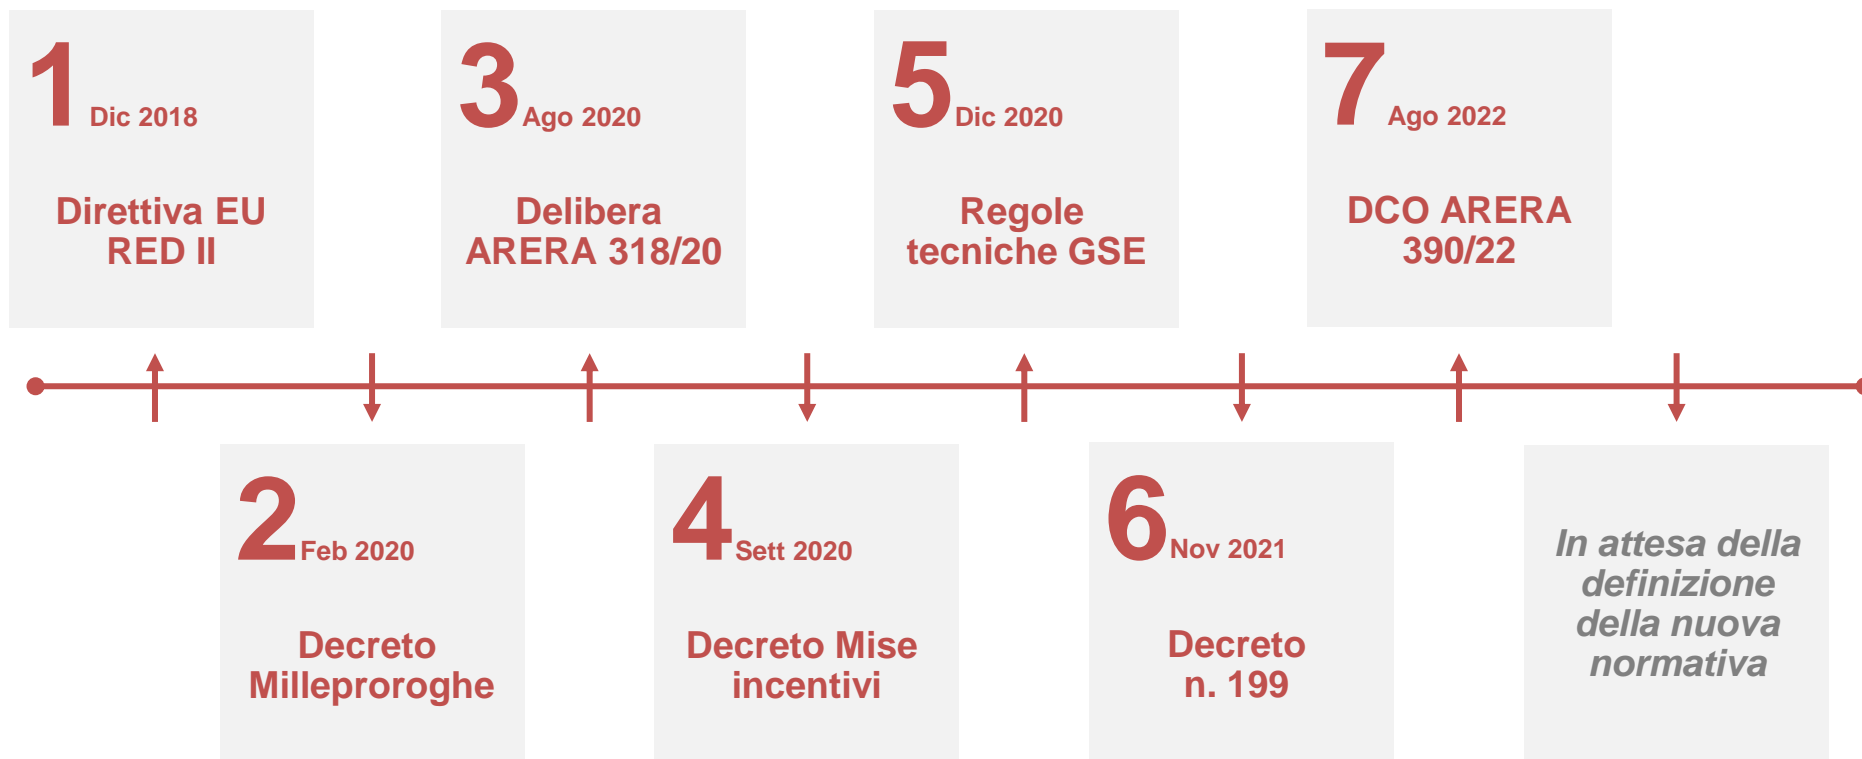 1 Dic 2018
Direttiva EU
RED II
3 Ago 2020
Delibera
ARERA 318/20
5 Dic 2020
Regole
tecniche GSE
7 Ago 2022
DCO ARERA
390/22
2 Feb 2020
Decreto
Milleproroghe
4 Sett 2020
Decreto Mise
incentivi
6 Nov 2021
Decreto
n. 199
In attesa della
definizione
della nuova
normativa